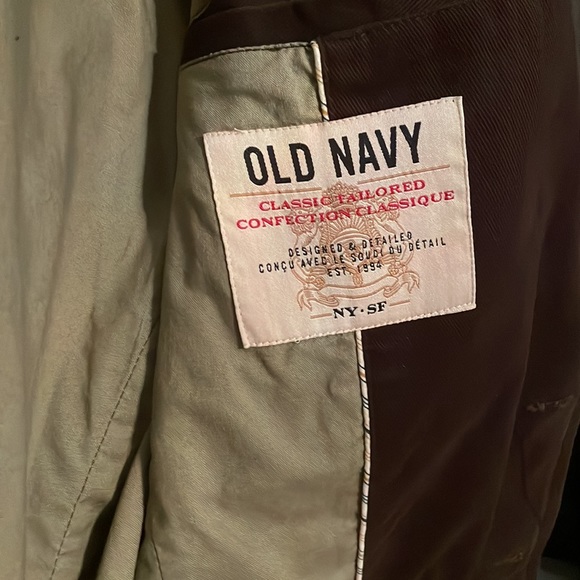 OLD NAVY
CLASSIC TAILORED
CONFECTION CLASSIQUE
DESIGNED & DETAILED
CONÇU AVEC LE SOUCI DU DÉTAIL
EST. 1994
NY·SF